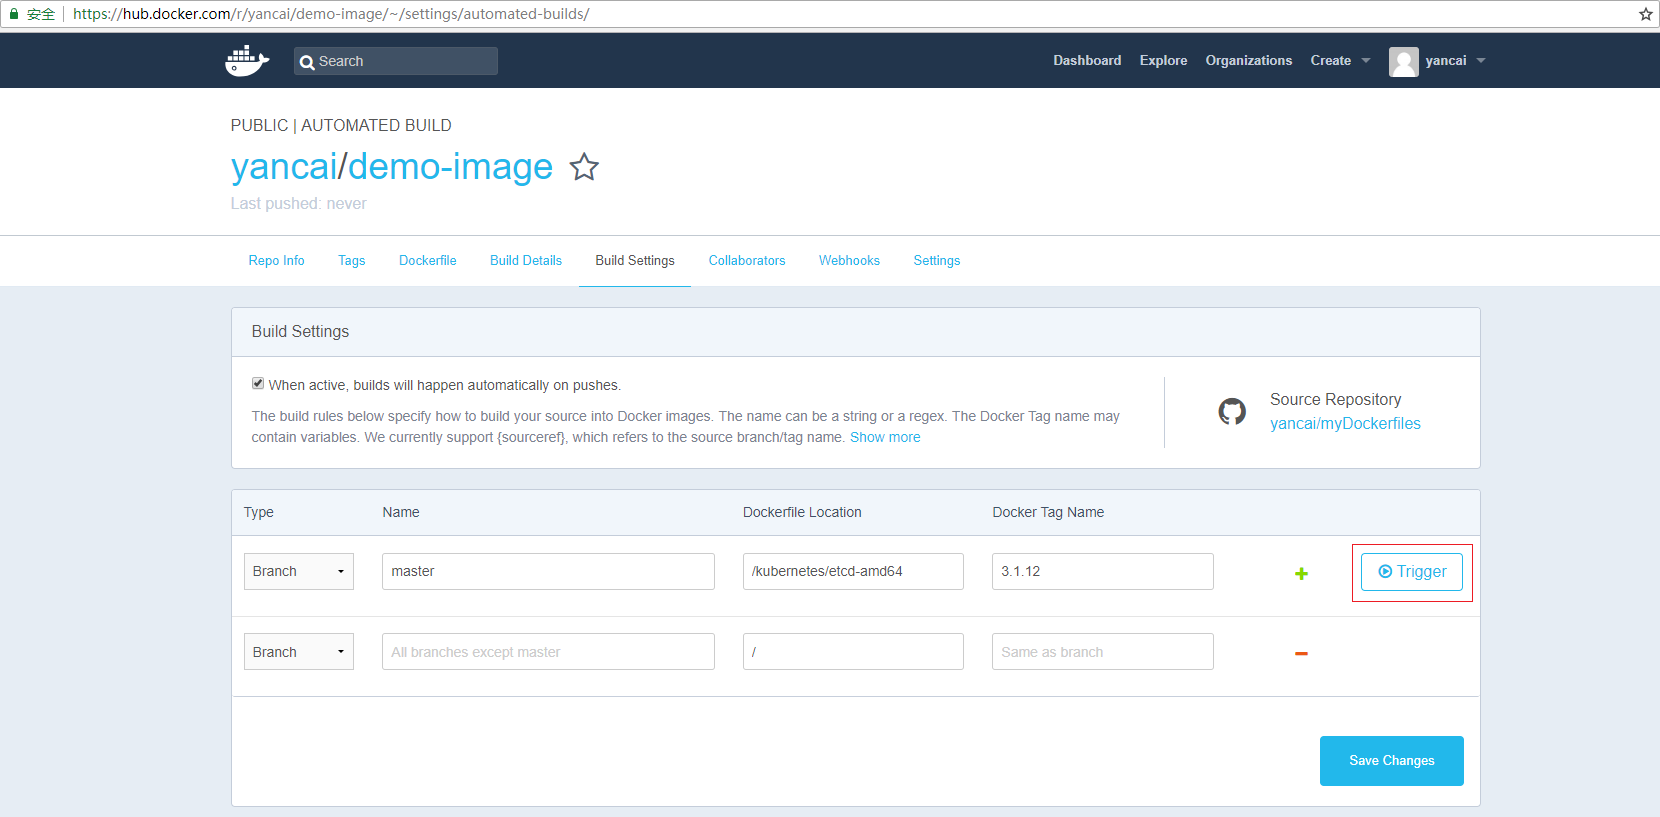 安全 https://hub.docker.com/r/yancai/demo-image/~/settings/automated-builds/
Search Dashboard Explore Organizations Create yancai
PUBLIC | AUTOMATED BUILD
yancai/demo-image
Last pushed: never
Repo Info Tags Dockerfile Build Details Build Settings Collaborators Webhooks Settings
Build Settings
When active, builds will happen automatically on pushes.
The build rules below specify how to build your source into Docker images. The name can be a string or a regex. The Docker Tag name may
contain variables. We currently support {sourceref}, which refers to the source branch/tag name. Show more
Source Repository
yancai/myDockerfiles
Type Name Dockerfile Location Docker Tag Name
Branch master /kubernetes/etcd-amd64 3.1.12 Trigger
Branch All branches except master / Same as branch
Save Changes